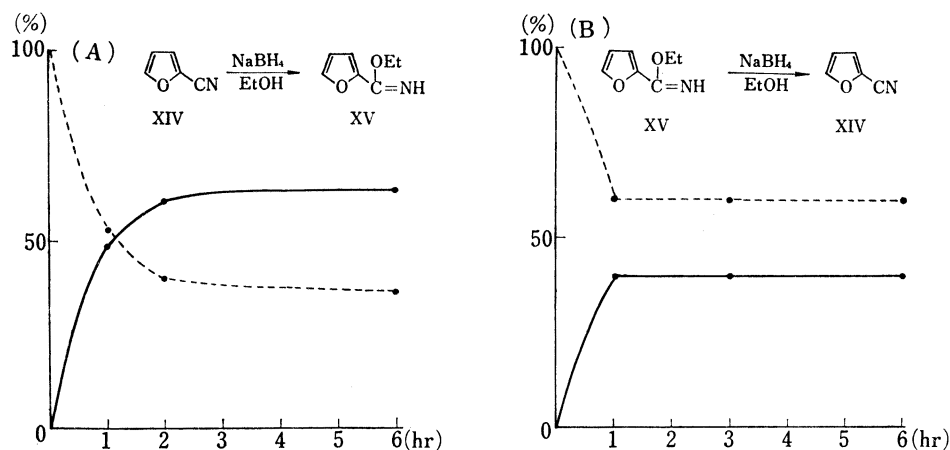 (%)
100
(A)
O
CN
XIV
NaBH₄
EtOH
O
OEt
C=NH
XV
50
0
1 2 3 4 5 6 (hr)
(%)
100
(B)
O
OEt
C=NH
XV
NaBH₄
EtOH
O
CN
XIV
50
0
1 2 3 4 5 6 (hr)